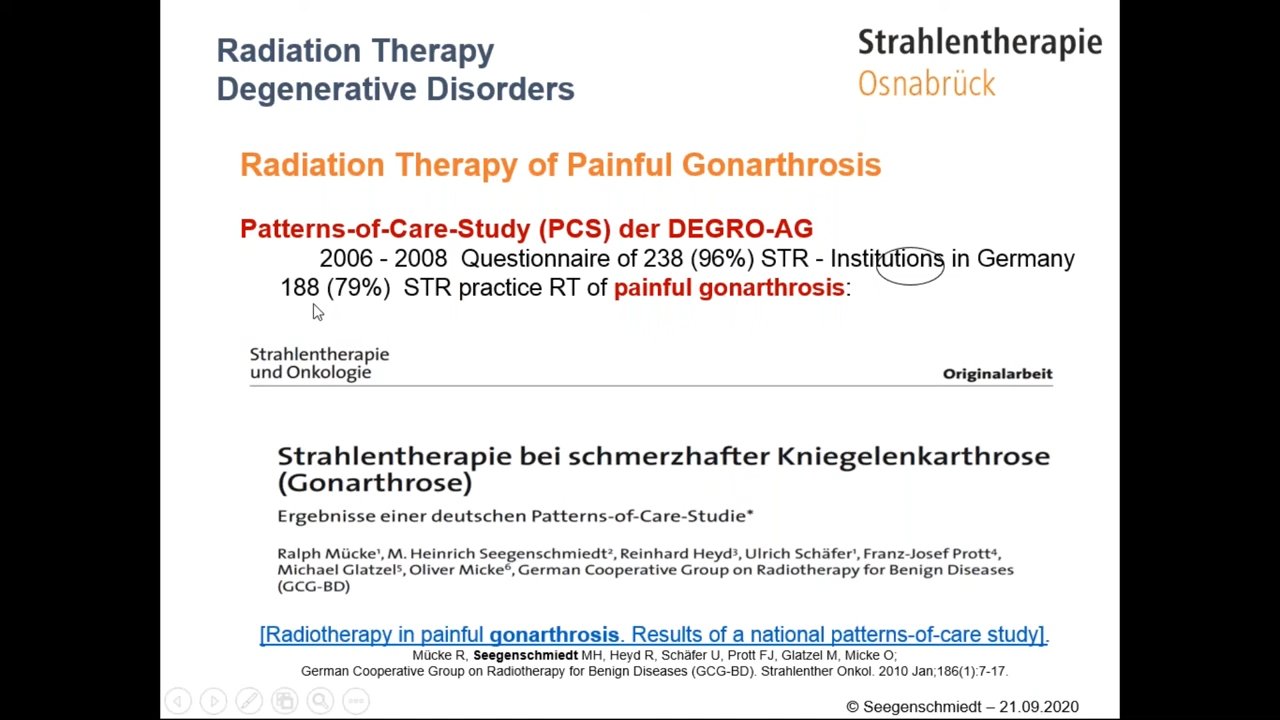 Radiation Therapy
Degenerative Disorders
Strahlentherapie
Osnabrück
Radiation Therapy of Painful Gonarthrosis
Patterns-of-Care-Study (PCS) der DEGRO-AG
2006 - 2008 Questionnaire of 238 (96%) STR - Institutions in Germany
188 (79%) STR practice RT of painful gonarthrosis:
Strahlentherapie
und Onkologie
Originalarbeit
Strahlentherapie bei schmerzhafter Kniegelenkarthrose
(Gonarthrose)
Ergebnisse einer deutschen Patterns-of-Care-Studie*
Ralph Mücke¹, M. Heinrich Seegenschmiedt², Reinhard Heyd³, Ulrich Schäfer¹, Franz-Josef Prott⁴,
Michael Glatzel⁵, Oliver Micke⁶, German Cooperative Group on Radiotherapy for Benign Diseases
(GCG-BD)
[Radiotherapy in painful gonarthrosis. Results of a national patterns-of-care study].
Mücke R, Seegenschmiedt MH, Heyd R, Schäfer U, Prott FJ, Glatzel M, Micke O;
German Cooperative Group on Radiotherapy for Benign Diseases (GCG-BD). Strahlenther Onkol. 2010 Jan;186(1):7-17.
© Seegenschmiedt – 21.09.2020